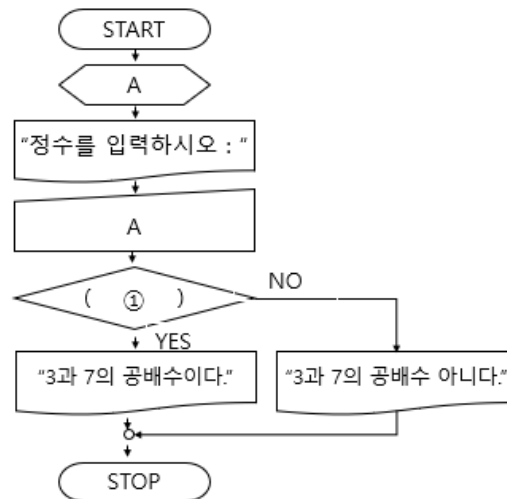 START
A
"정수를 입력하시오 : "
A
( ① )
NO
YES
"3과 7의 공배수이다."
"3과 7의 공배수 아니다."
STOP